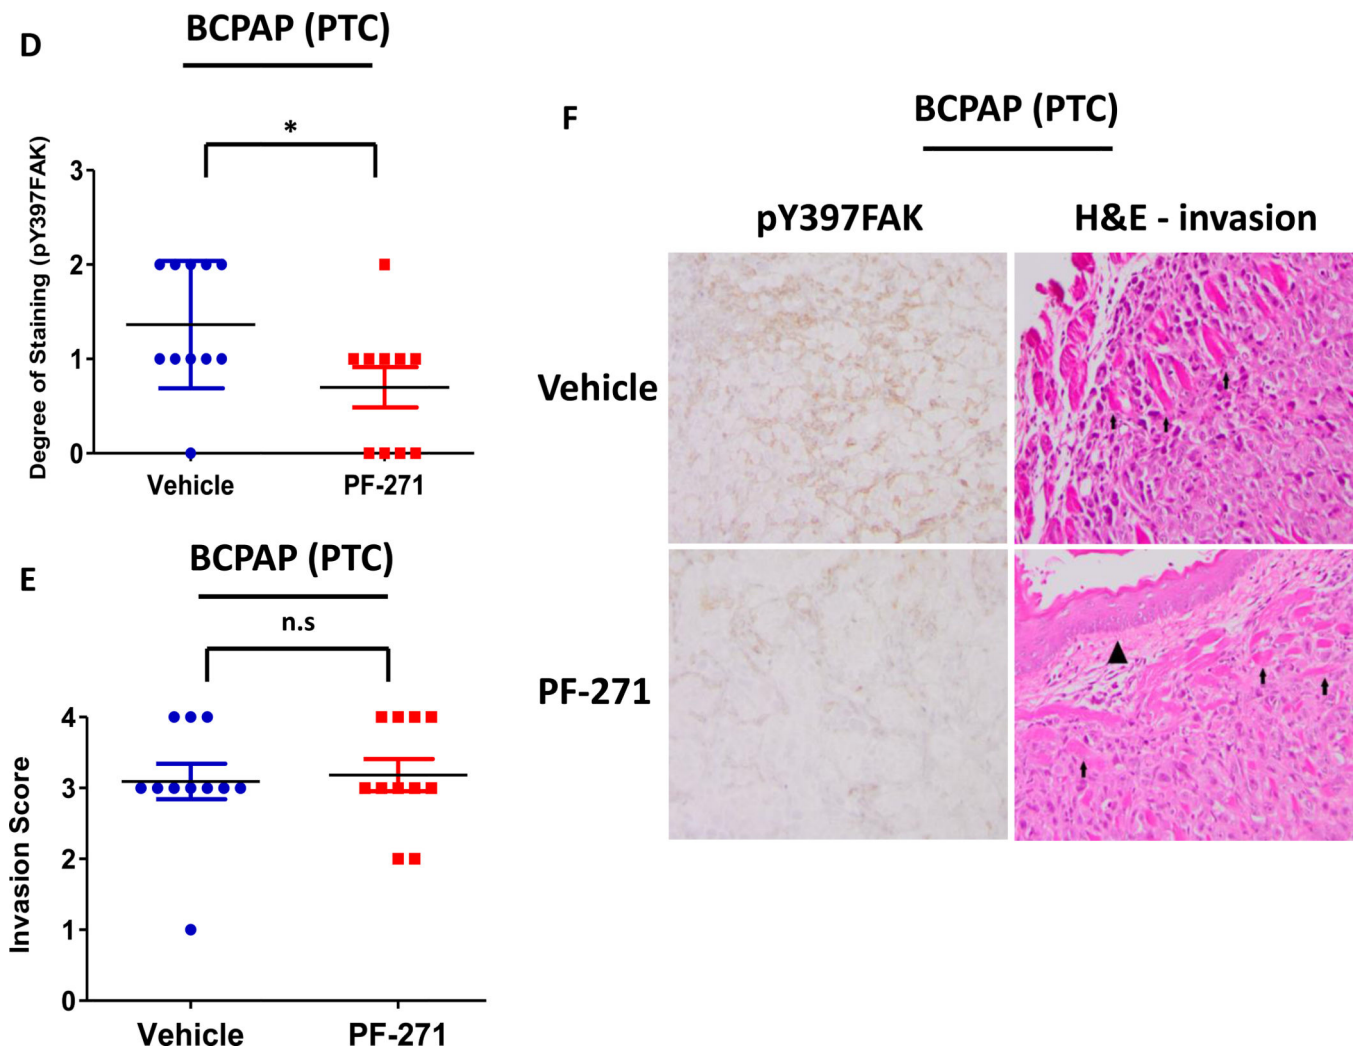 D
BCPAP (PTC)
*
Degree of Staining (pY397FAK)
3
2
1
0
Vehicle
PF-271
E
BCPAP (PTC)
n.s
Invasion Score
4
3
2
1
0
Vehicle
PF-271
F
BCPAP (PTC)
pY397FAK
H&E - invasion
Vehicle
PF-271